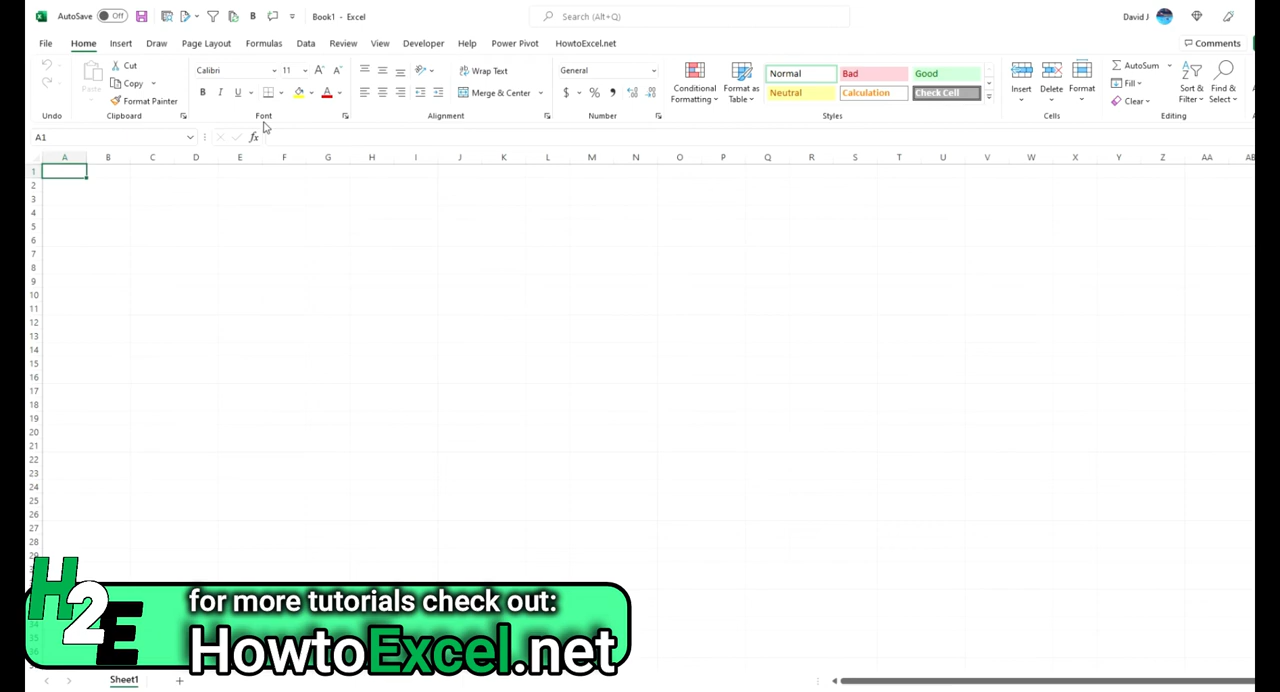 AutoSave Off Book1 - Excel Search (Alt+Q) David J
File Home Insert Draw Page Layout Formulas Data Review View Developer Help Power Pivot HowtoExcel.net Comments
Cut
Copy
Format Painter
Paste
Calibri 11
B I U
Wrap Text
Merge & Center
General
$ % ,
Conditional Formatting
Format as Table
Normal Bad Good
Neutral Calculation Check Cell
Insert Delete Format
AutoSum
Fill
Clear
Sort & Filter
Find & Select
Undo Clipboard Font Alignment Number Styles Cells Editing
A1 fx
A B C D E F G H I J K L M N O P Q R S T U V W X Y Z AA AB
1
2
3
4
5
6
7
8
9
10
11
12
13
14
15
16
17
18
19
20
21
22
23
24
25
26
27
28
29
H2E
for more tutorials check out:
HowtoExcel.net
Sheet1